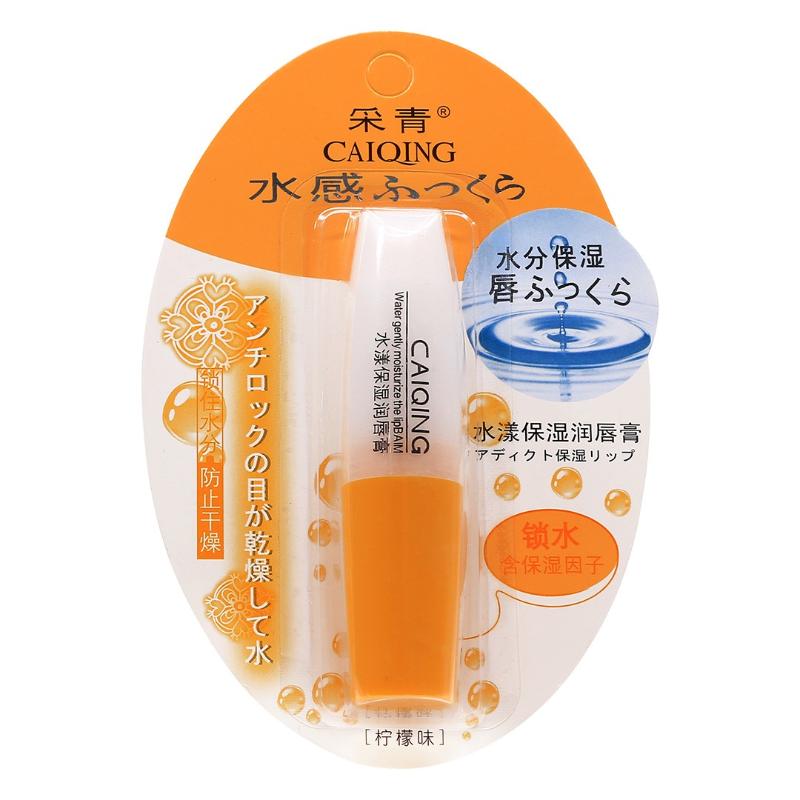 采青®
CAIQING
水感ふっくら
水分保湿
唇ふっくら
アンチロックの目が乾燥して水
锁住水分
防止干燥
CAIQING
Water gently moisturize the lipBAIM
水漾保湿润唇膏
水漾保湿润唇膏
アディクト保湿リップ
锁水
含保湿因子
[柠檬味]